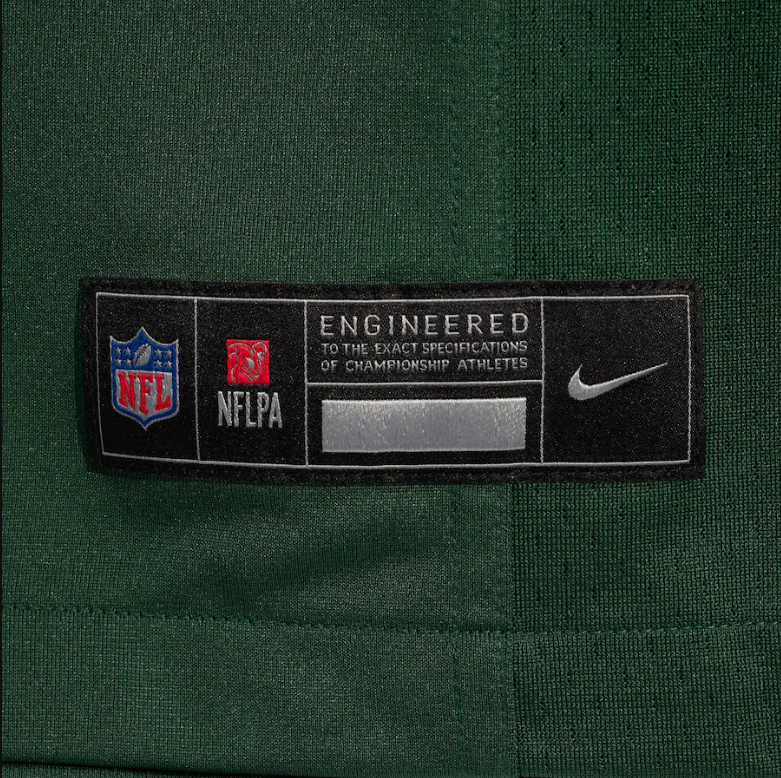 NFL
NFLPA
ENGINEERED
TO THE EXACT SPECIFICATIONS
OF CHAMPIONSHIP ATHLETES